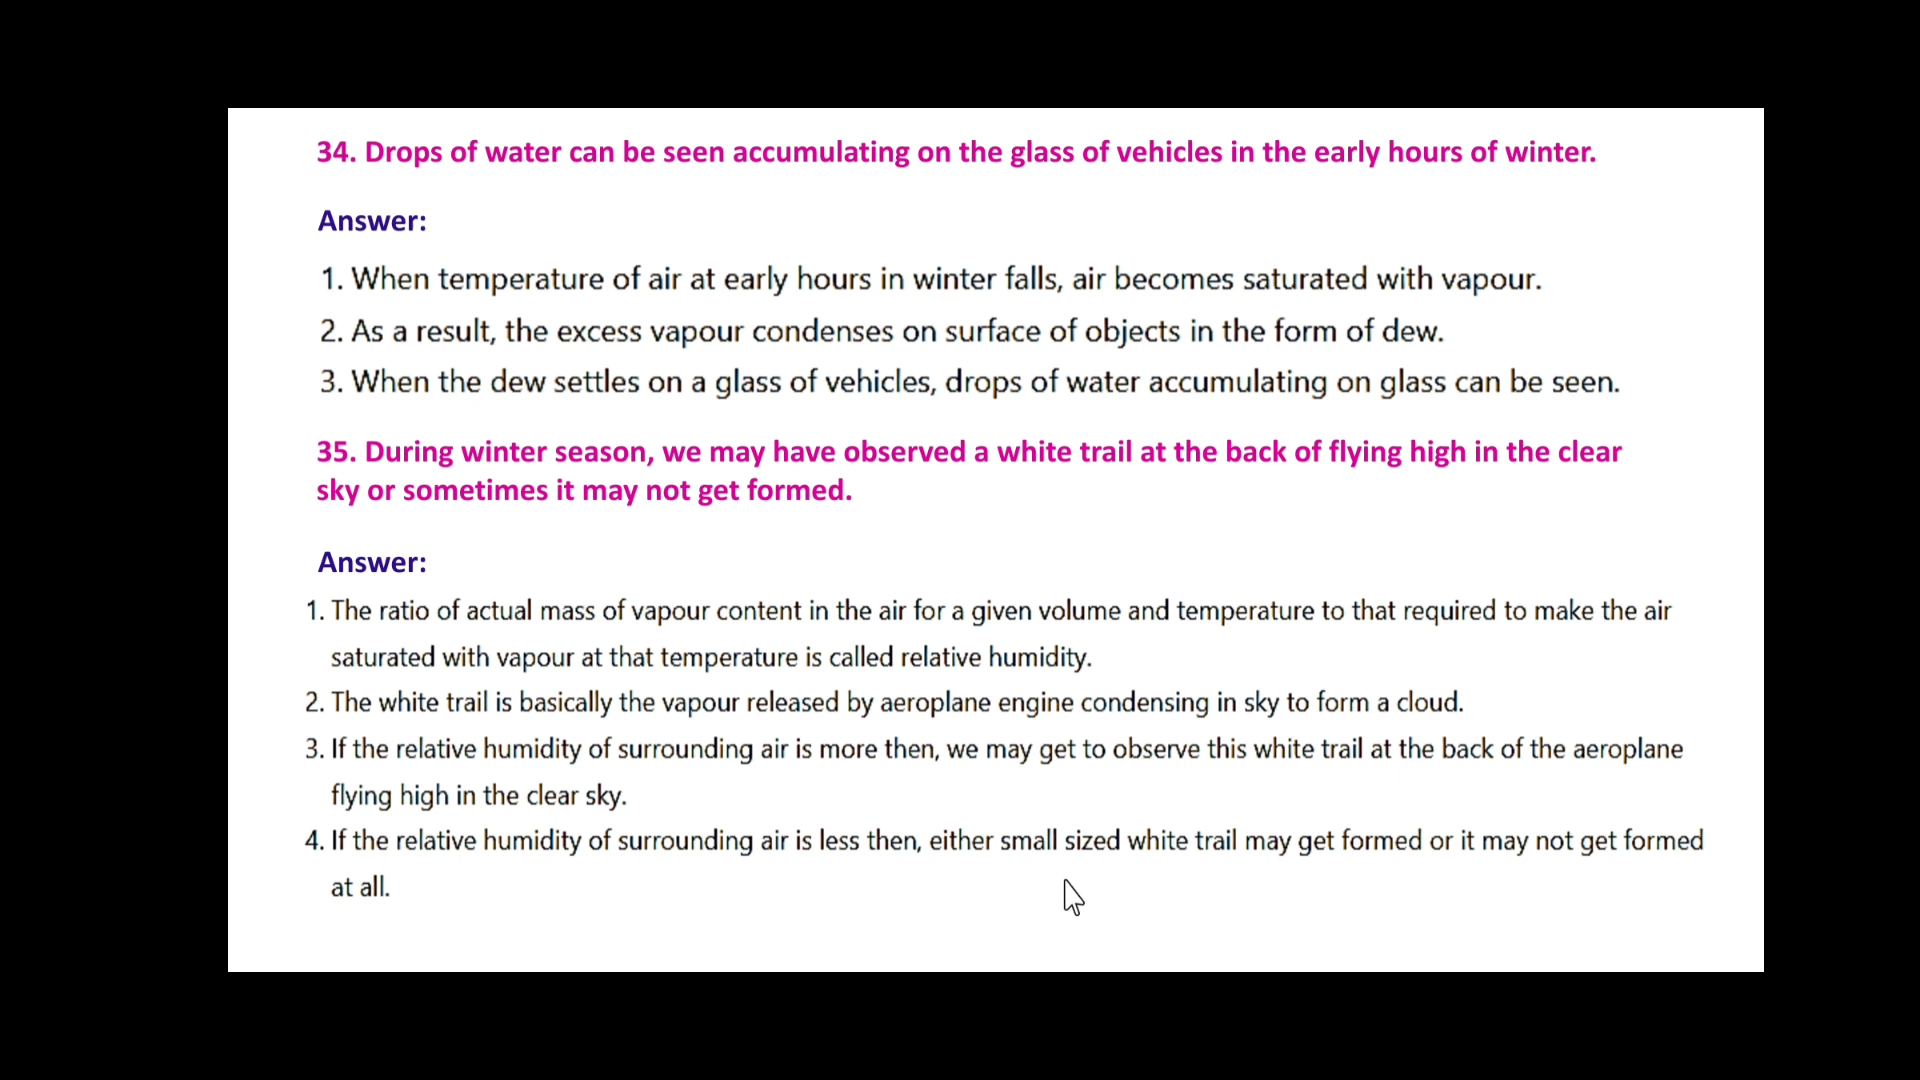 34. Drops of water can be seen accumulating on the glass of vehicles in the early hours of winter.
Answer:
1. When temperature of air at early hours in winter falls, air becomes saturated with vapour.
2. As a result, the excess vapour condenses on surface of objects in the form of dew.
3. When the dew settles on a glass of vehicles, drops of water accumulating on glass can be seen.
35. During winter season, we may have observed a white trail at the back of flying high in the clear
sky or sometimes it may not get formed.
Answer:
1. The ratio of actual mass of vapour content in the air for a given volume and temperature to that required to make the air
saturated with vapour at that temperature is called relative humidity.
2. The white trail is basically the vapour released by aeroplane engine condensing in sky to form a cloud.
3. If the relative humidity of surrounding air is more then, we may get to observe this white trail at the back of the aeroplane
flying high in the clear sky.
4. If the relative humidity of surrounding air is less then, either small sized white trail may get formed or it may not get formed
at all.